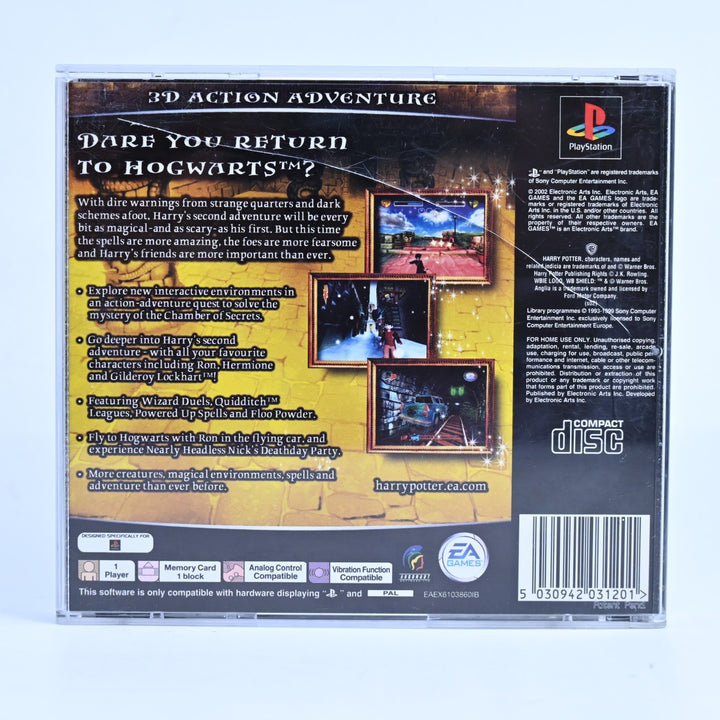 3D ACTION ADVENTURE
DARE YOU RETURN
TO HOGWARTS™?
With dire warnings from strange quarters and dark
schemes afoot, Harry's second adventure will be every
bit as magical-and as scary-as his first. But this time
the spells are more amazing, the foes are more fearsome
and Harry's friends are more important than ever.
• Explore new interactive environments in
an action-adventure quest to solve the
mystery of the Chamber of Secrets.
• Go deeper into Harry's second
adventure - with all your favourite
characters including Ron, Hermione
and Gilderoy Lockhart™!
• Featuring Wizard Duels, Quidditch™
Leagues, Powered Up Spells and Floo Powder.
• Fly to Hogwarts with Ron in the flying car, and
experience Nearly Headless Nick's Deathday Party.
• More creatures, magical environments, spells and
adventure than ever before.
harrypotter.ea.com
PlayStation
and "PlayStation" are registered trademarks
of Sony Computer Entertainment Inc.
© 2002 Electronic Arts Inc. Electronic Arts, EA
GAMES and the EA GAMES logo are trade-
marks or registered trademarks of Electronic
Arts Inc. in the U.S. and/or other countries. All
rights reserved. All other trademarks are the
property of their respective owners. EA
GAMES™ is an Electronic Arts™ brand.
HARRY POTTER, characters, names and
related indicia are trademarks of and © Warner Bros.
Harry Potter Publishing Rights © J.K. Rowling.
WBIE LOGO, WB SHIELD: ™ & © Warner Bros.
Anglia is a trademark owned and licensed by
Ford Motor Company.
(s02)
Library programmes © 1993-1999 Sony Computer
Entertainment Inc. exclusively licensed to Sony
Computer Entertainment Europe.
FOR HOME USE ONLY. Unauthorised copying,
adaptation, rental, lending, re-sale, arcade
use, charging for use, broadcast, public per-
formance and internet, cable or other telecom-
munications transmission, access or use are
prohibited. Distribution or extraction of this
product or any trademark or copyright work
that forms part of this product are prohibited.
Published by Electronic Arts Inc. Developed
by Electronic Arts Inc.
COMPACT
disc
DESIGNED SPECIFICALLY FOR
1
Player
Memory Card
1 block
Analog Control
Compatible
Vibration Function
Compatible
ARGONAUT
EA
GAMES
This software is only compatible with hardware displaying and PAL
EAEX6103860IB
5 030942 031201 >
Patent Pend.